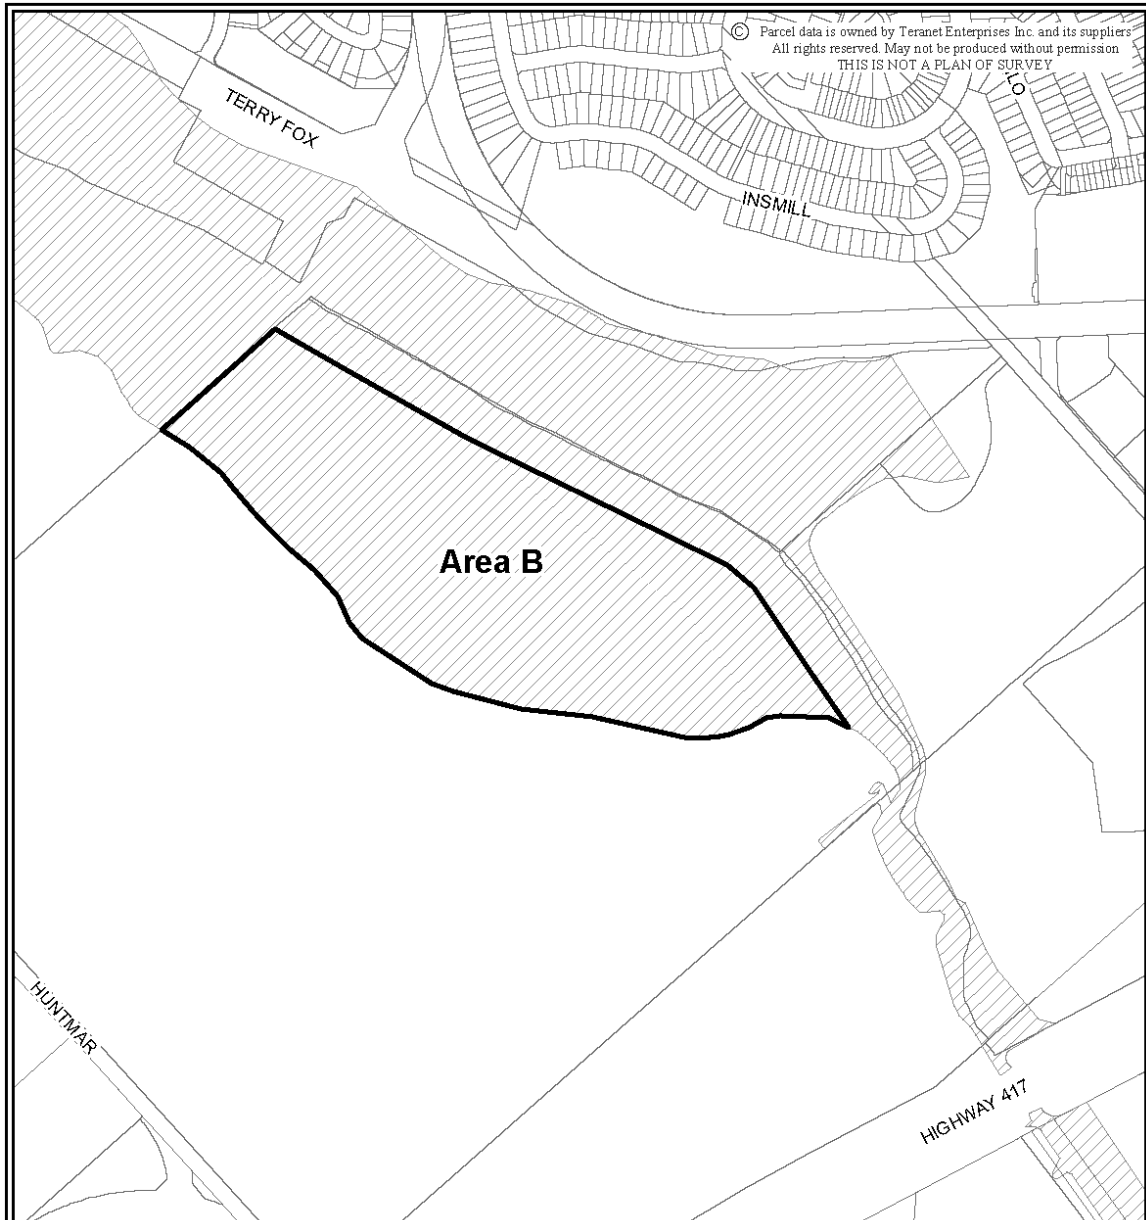 © Parcel data is owned by Teranet Enterprises Inc. and its suppliers
All rights reserved. May not be produced without permission
THIS IS NOT A PLAN OF SURVEY
TERRY FOX
INSMILL
Area B
HUNTMAR
HIGHWAY 417